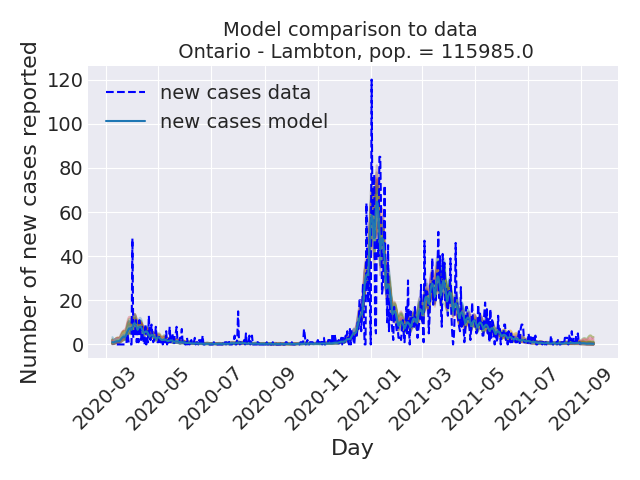 Model comparison to data
Ontario - Lambton, pop. = 115985.0
Number of new cases reported
120
100
80
60
40
20
0
new cases data
new cases model
2020-03
2020-05
2020-07
2020-09
2020-11
2021-01
2021-03
2021-05
2021-07
2021-09
Day